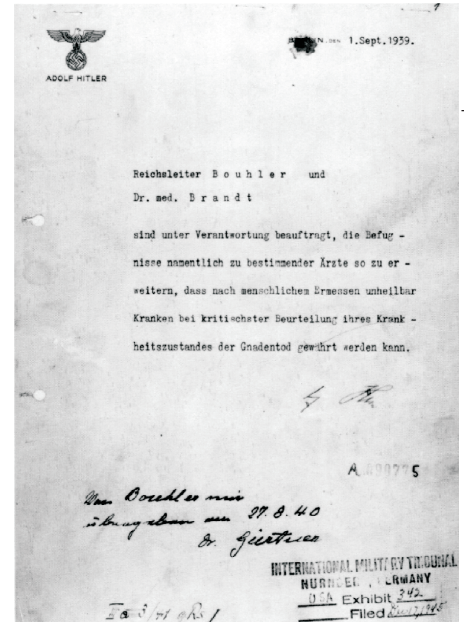 ADOLF HITLER
1.Sept.1939.
Reichsleiter B o u h l e r und
Dr. med. B r a n d t
sind unter Verantwortung beauftragt, die Befug -
nisse namentlich zu bestimmender Ärzte so zu er -
weitern, dass nach menschlichem Ermessen unheilbar
Kranken bei kritischster Beurteilung ihres Krank -
heitszustandes der Gnadentod gewährt werden kann.
Von Bouhler mir
übergeben am 27.8.40
Dr. Gürtner
INTERNATIONAL MILITARY TRIBUNAL
USA Exhibit 342
Filed